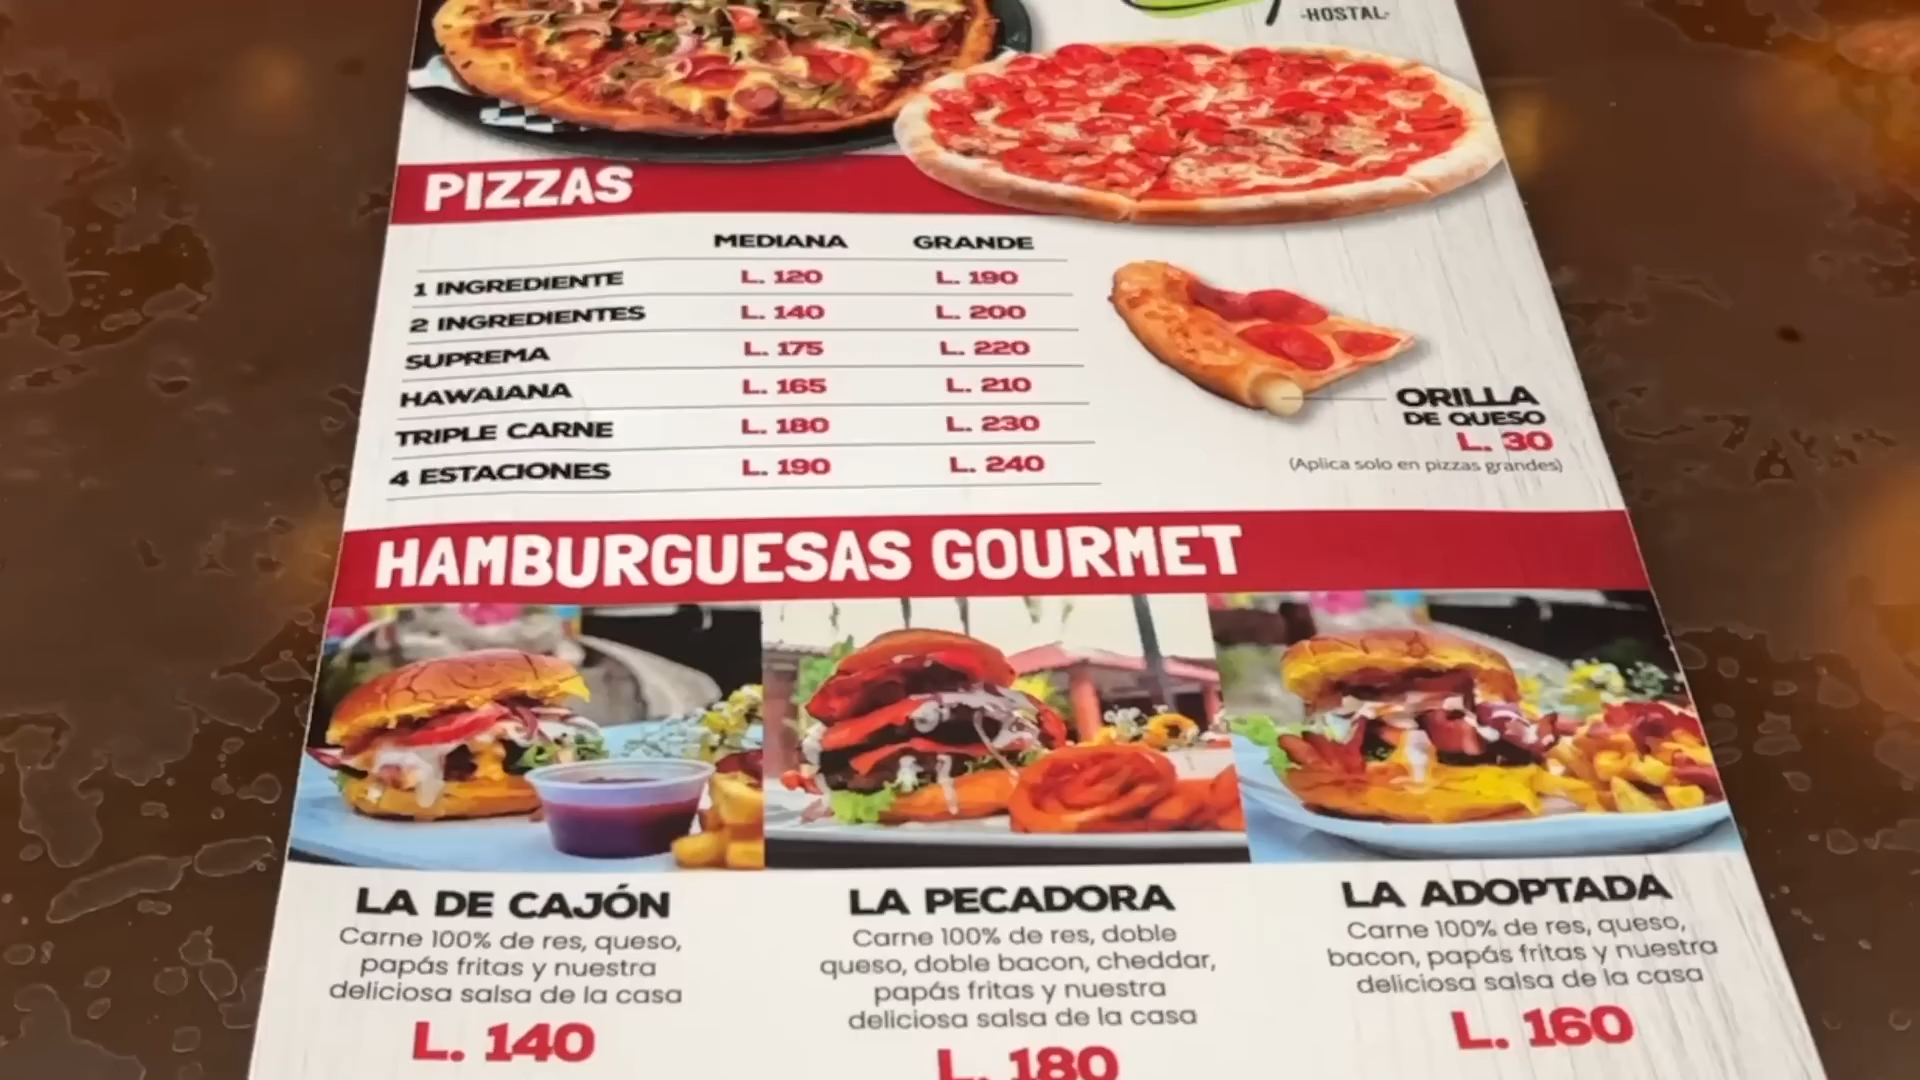 -HOSTAL-
PIZZAS
MEDIANA GRANDE
1 INGREDIENTE L. 120 L. 190
2 INGREDIENTES L. 140 L. 200
SUPREMA L. 175 L. 220
HAWAIANA L. 165 L. 210
TRIPLE CARNE L. 180 L. 230
4 ESTACIONES L. 190 L. 240
ORILLA
DE QUESO
L. 30
(Aplica solo en pizzas grandes)
HAMBURGUESAS GOURMET
LA DE CAJÓN
Carne 100% de res, queso,
papás fritas y nuestra
deliciosa salsa de la casa
L. 140
LA PECADORA
Carne 100% de res, doble
queso, doble bacon, cheddar,
papás fritas y nuestra
deliciosa salsa de la casa
L. 180
LA ADOPTADA
Carne 100% de res, queso,
bacon, papás fritas y nuestra
deliciosa salsa de la casa
L. 160